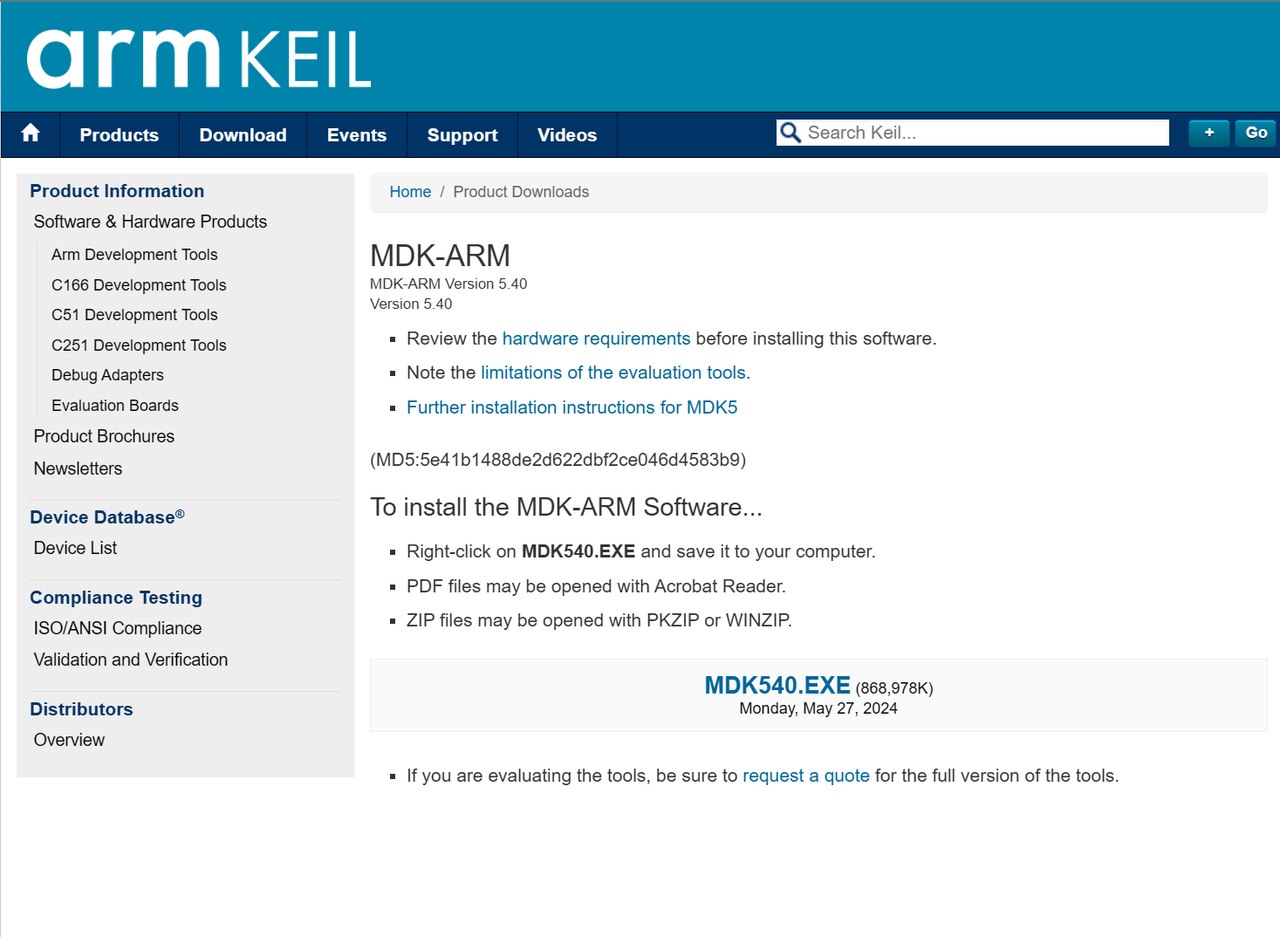 arm KEIL
Products
Download
Events
Support
Videos
Search Keil...
+
Go
Product Information
Software & Hardware Products
Arm Development Tools
C166 Development Tools
C51 Development Tools
C251 Development Tools
Debug Adapters
Evaluation Boards
Product Brochures
Newsletters
Device Database®
Device List
Compliance Testing
ISO/ANSI Compliance
Validation and Verification
Distributors
Overview
Home / Product Downloads
MDK-ARM
MDK-ARM Version 5.40
Version 5.40
Review the hardware requirements before installing this software.
Note the limitations of the evaluation tools.
Further installation instructions for MDK5
(MD5:5e41b1488de2d622dbf2ce046d4583b9)
To install the MDK-ARM Software...
Right-click on MDK540.EXE and save it to your computer.
PDF files may be opened with Acrobat Reader.
ZIP files may be opened with PKZIP or WINZIP.
MDK540.EXE (868,978K)
Monday, May 27, 2024
If you are evaluating the tools, be sure to request a quote for the full version of the tools.